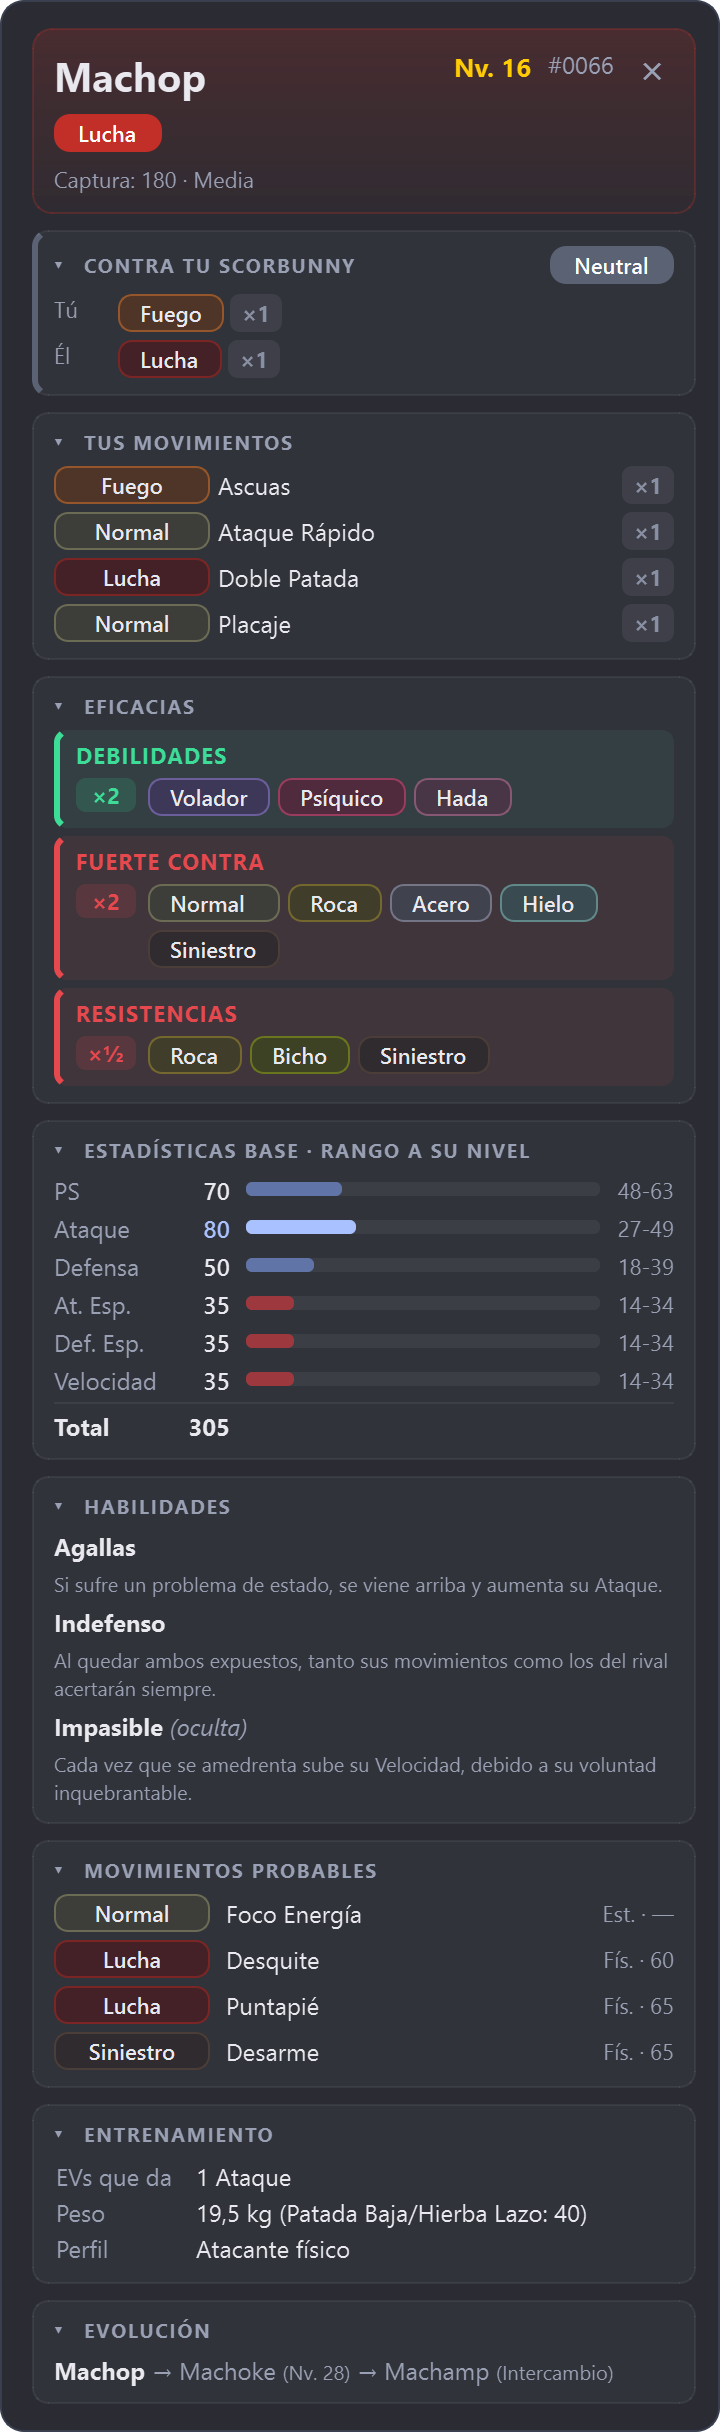 Machop
Nv. 16 #0066 ×
Lucha
Captura: 180 · Media
▾ CONTRA TU SCORBUNNY Neutral
Tú Fuego ×1
Él Lucha ×1
▾ TUS MOVIMIENTOS
Fuego Ascuas ×1
Normal Ataque Rápido ×1
Lucha Doble Patada ×1
Normal Placaje ×1
▾ EFICACIAS
DEBILIDADES
×2 Volador Psíquico Hada
FUERTE CONTRA
×2 Normal Roca Acero Hielo
Siniestro
RESISTENCIAS
×½ Roca Bicho Siniestro
▾ ESTADÍSTICAS BASE · RANGO A SU NIVEL
PS 70 48-63
Ataque 80 27-49
Defensa 50 18-39
At. Esp. 35 14-34
Def. Esp. 35 14-34
Velocidad 35 14-34
Total 305
▾ HABILIDADES
Agallas
Si sufre un problema de estado, se viene arriba y aumenta su Ataque.
Indefenso
Al quedar ambos expuestos, tanto sus movimientos como los del rival
acertarán siempre.
Impasible (oculta)
Cada vez que se amedrenta sube su Velocidad, debido a su voluntad
inquebrantable.
▾ MOVIMIENTOS PROBABLES
Normal Foco Energía Est. · —
Lucha Desquite Fís. · 60
Lucha Puntapié Fís. · 65
Siniestro Desarme Fís. · 65
▾ ENTRENAMIENTO
EVs que da 1 Ataque
Peso 19,5 kg (Patada Baja/Hierba Lazo: 40)
Perfil Atacante físico
▾ EVOLUCIÓN
Machop → Machoke (Nv. 28) → Machamp (Intercambio)